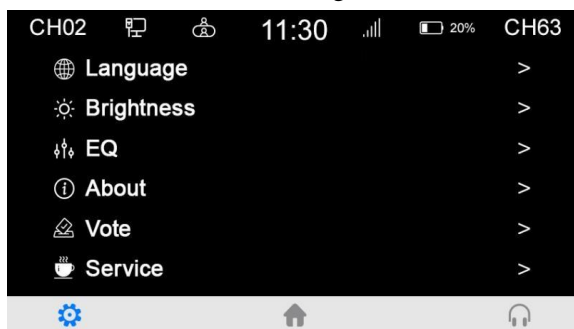 CH02 11:30 20% CH63
Language >
Brightness >
EQ >
About >
Vote >
Service >